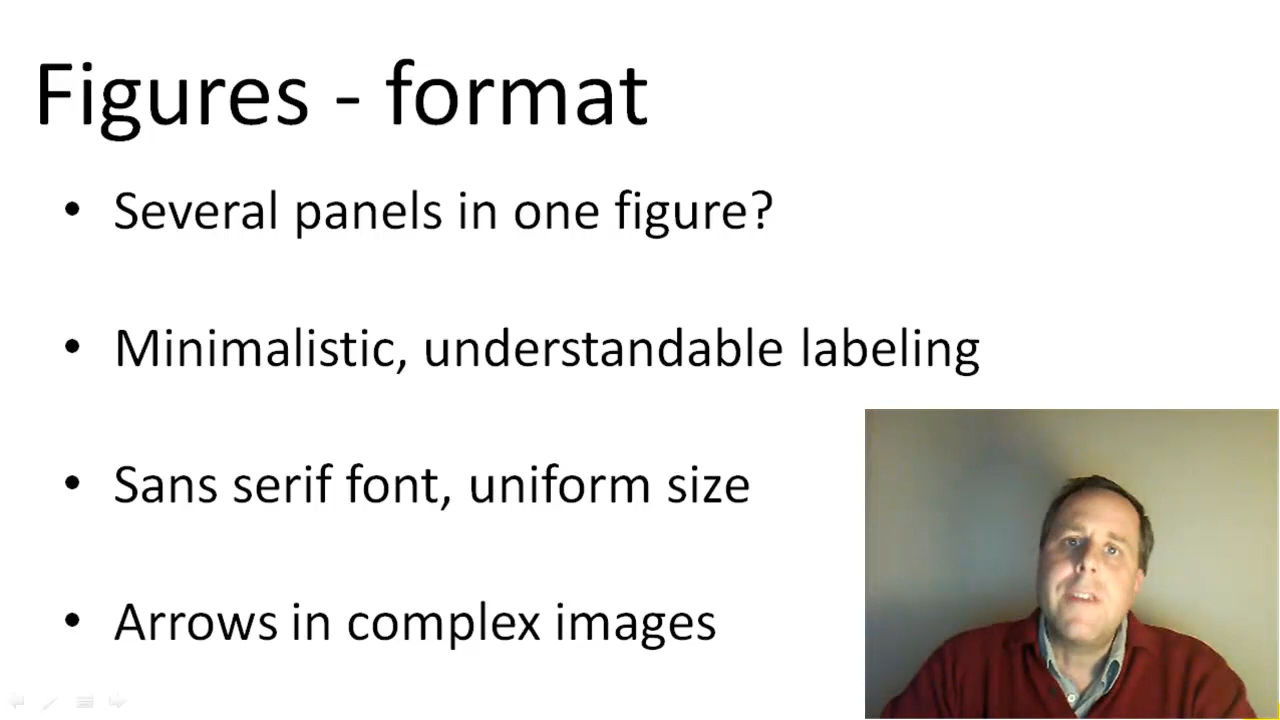 Figures - format
• Several panels in one figure?
• Minimalistic, understandable labeling
• Sans serif font, uniform size
• Arrows in complex images